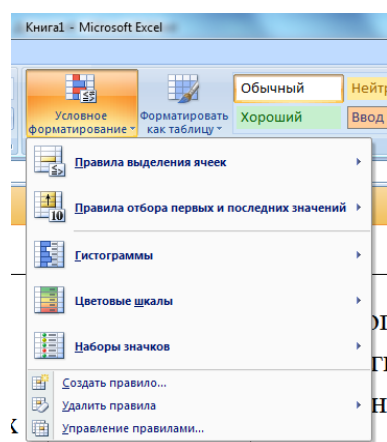 Книга1 - Microsoft Excel
Обычный
Хороший
Ввод
Условное форматирование
Форматировать как таблицу
Правила выделения ячеек
Правила отбора первых и последних значений
Гистограммы
Цветовые шкалы
Наборы значков
Создать правило...
Удалить правила
Управление правилами...